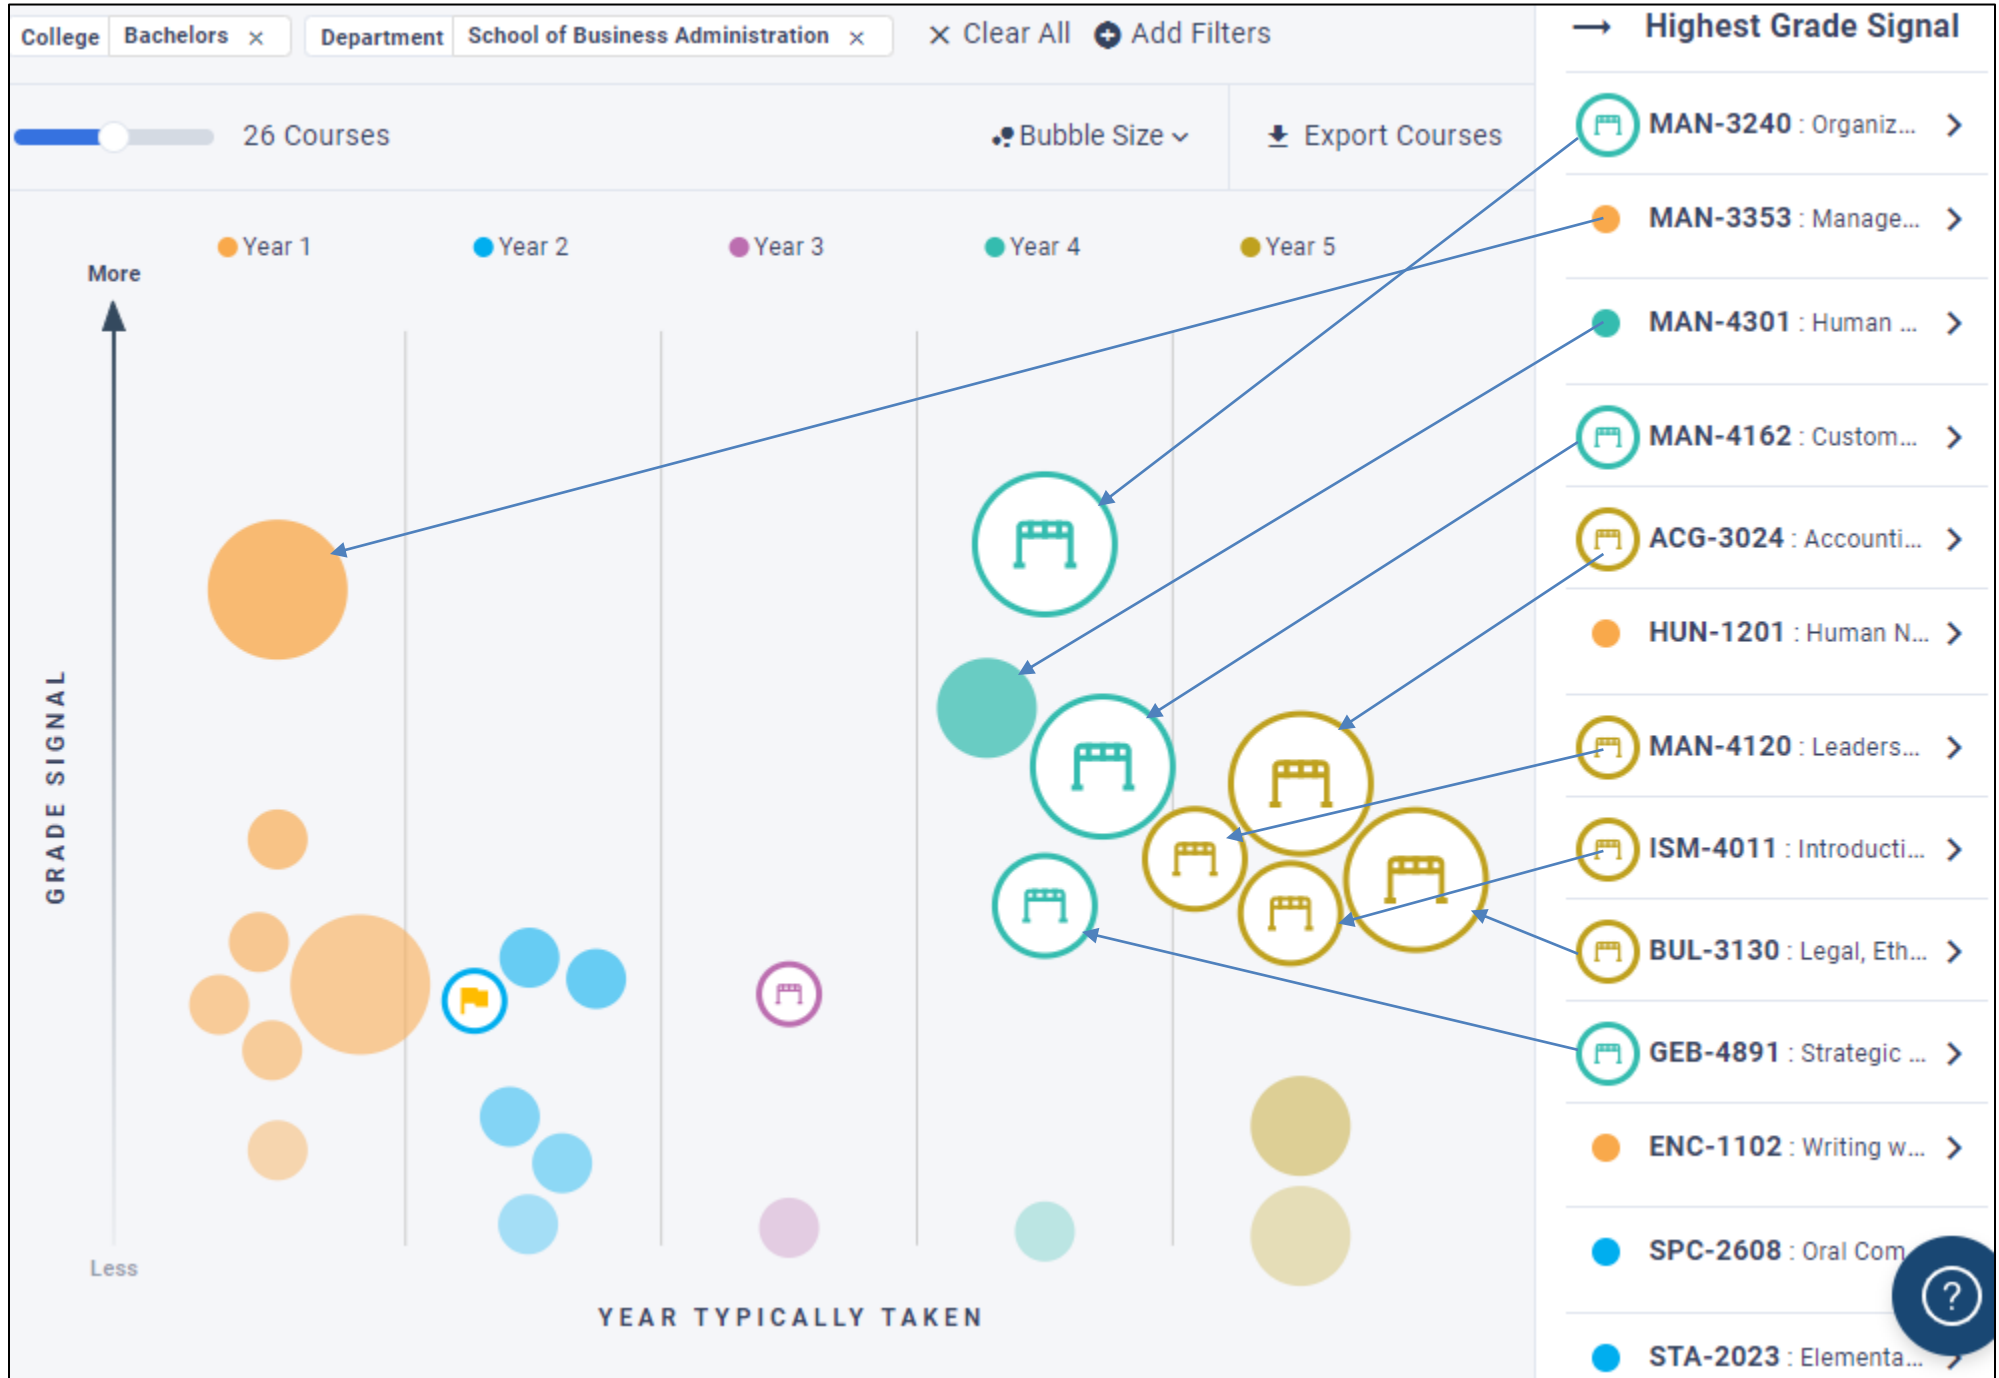 College Bachelors × Department School of Business Administration × × Clear All Add Filters
26 Courses Bubble Size Export Courses
Year 1 Year 2 Year 3 Year 4 Year 5
More
GRADE SIGNAL
Less
YEAR TYPICALLY TAKEN
→ Highest Grade Signal
MAN-3240 : Organiz...
MAN-3353 : Manage...
MAN-4301 : Human ...
MAN-4162 : Custom...
ACG-3024 : Accounti...
HUN-1201 : Human N...
MAN-4120 : Leaders...
ISM-4011 : Introducti...
BUL-3130 : Legal, Eth...
GEB-4891 : Strategic ...
ENC-1102 : Writing w...
SPC-2608 : Oral Com
?
STA-2023 : Elementa...